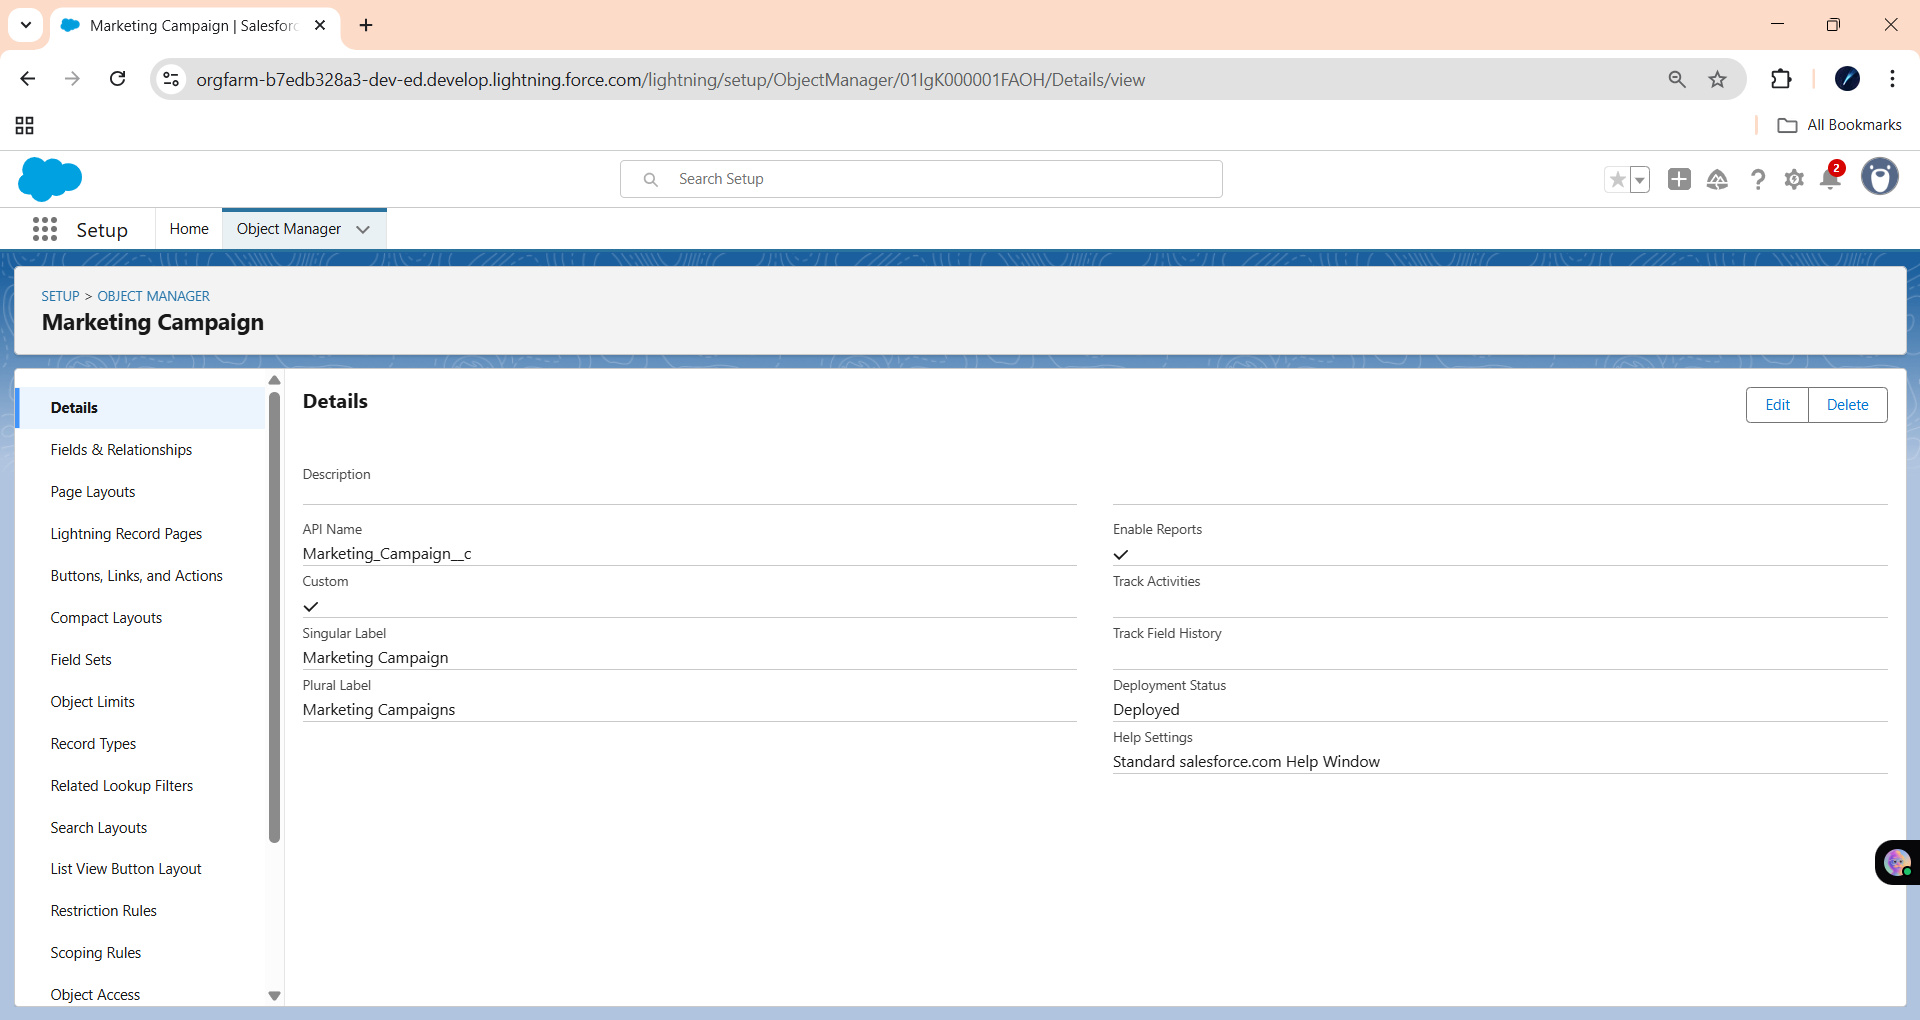 Marketing Campaign | Salesforc
orgfarm-b7edb328a3-dev-ed.develop.lightning.force.com/lightning/setup/ObjectManager/01IgK000001FAOH/Details/view
All Bookmarks
Search Setup
2
Setup
Home
Object Manager
SETUP > OBJECT MANAGER
Marketing Campaign
Details
Fields & Relationships
Page Layouts
Lightning Record Pages
Buttons, Links, and Actions
Compact Layouts
Field Sets
Object Limits
Record Types
Related Lookup Filters
Search Layouts
List View Button Layout
Restriction Rules
Scoping Rules
Object Access
Details
Edit
Delete
Description
API Name
Marketing_Campaign__c
Custom
Singular Label
Marketing Campaign
Plural Label
Marketing Campaigns
Enable Reports
Track Activities
Track Field History
Deployment Status
Deployed
Help Settings
Standard salesforce.com Help Window